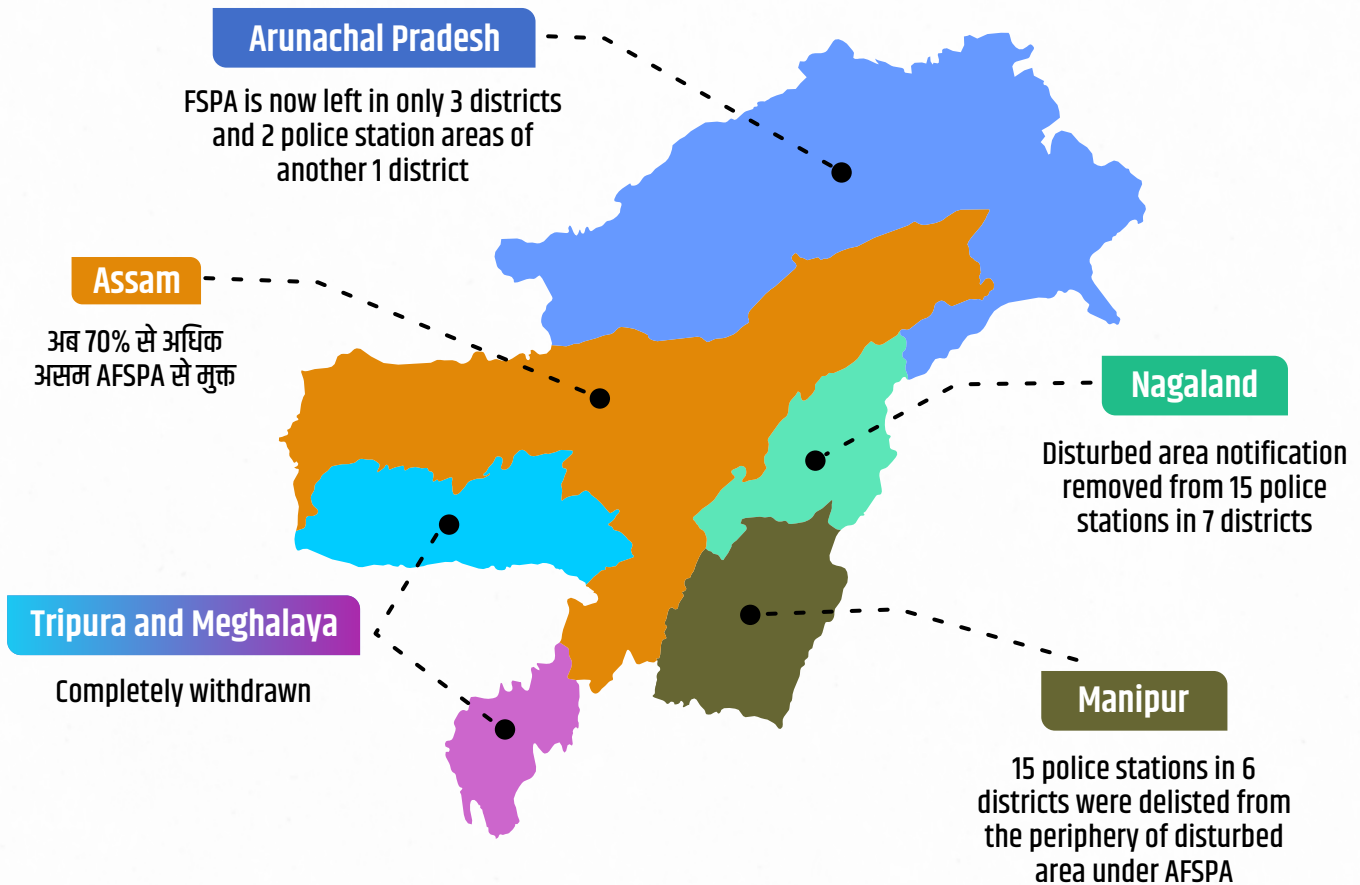 Arunachal Pradesh
FSPA is now left in only 3 districts
and 2 police station areas of
another 1 district
Assam
अब 70% से अधिक
असम AFSPA से मुक्त
Nagaland
Disturbed area notification
removed from 15 police
stations in 7 districts
Tripura and Meghalaya
Completely withdrawn
Manipur
15 police stations in 6
districts were delisted from
the periphery of disturbed
area under AFSPA